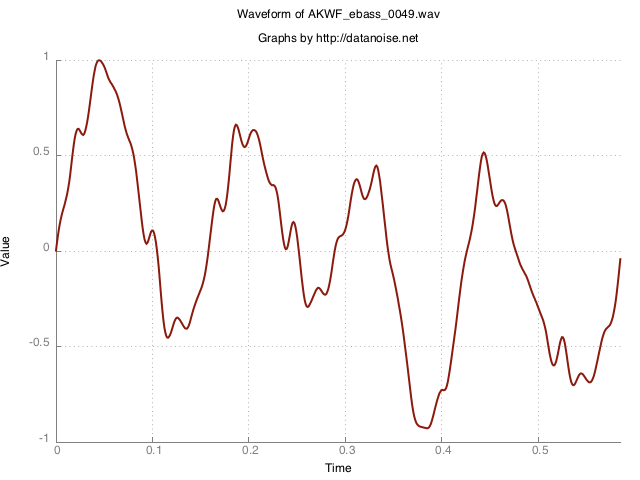 Waveform of AKWF_ebass_0049.wav
Graphs by http://datanoise.net
1
0.5
0
-0.5
-1
Value
0 0.1 0.2 0.3 0.4 0.5
Time